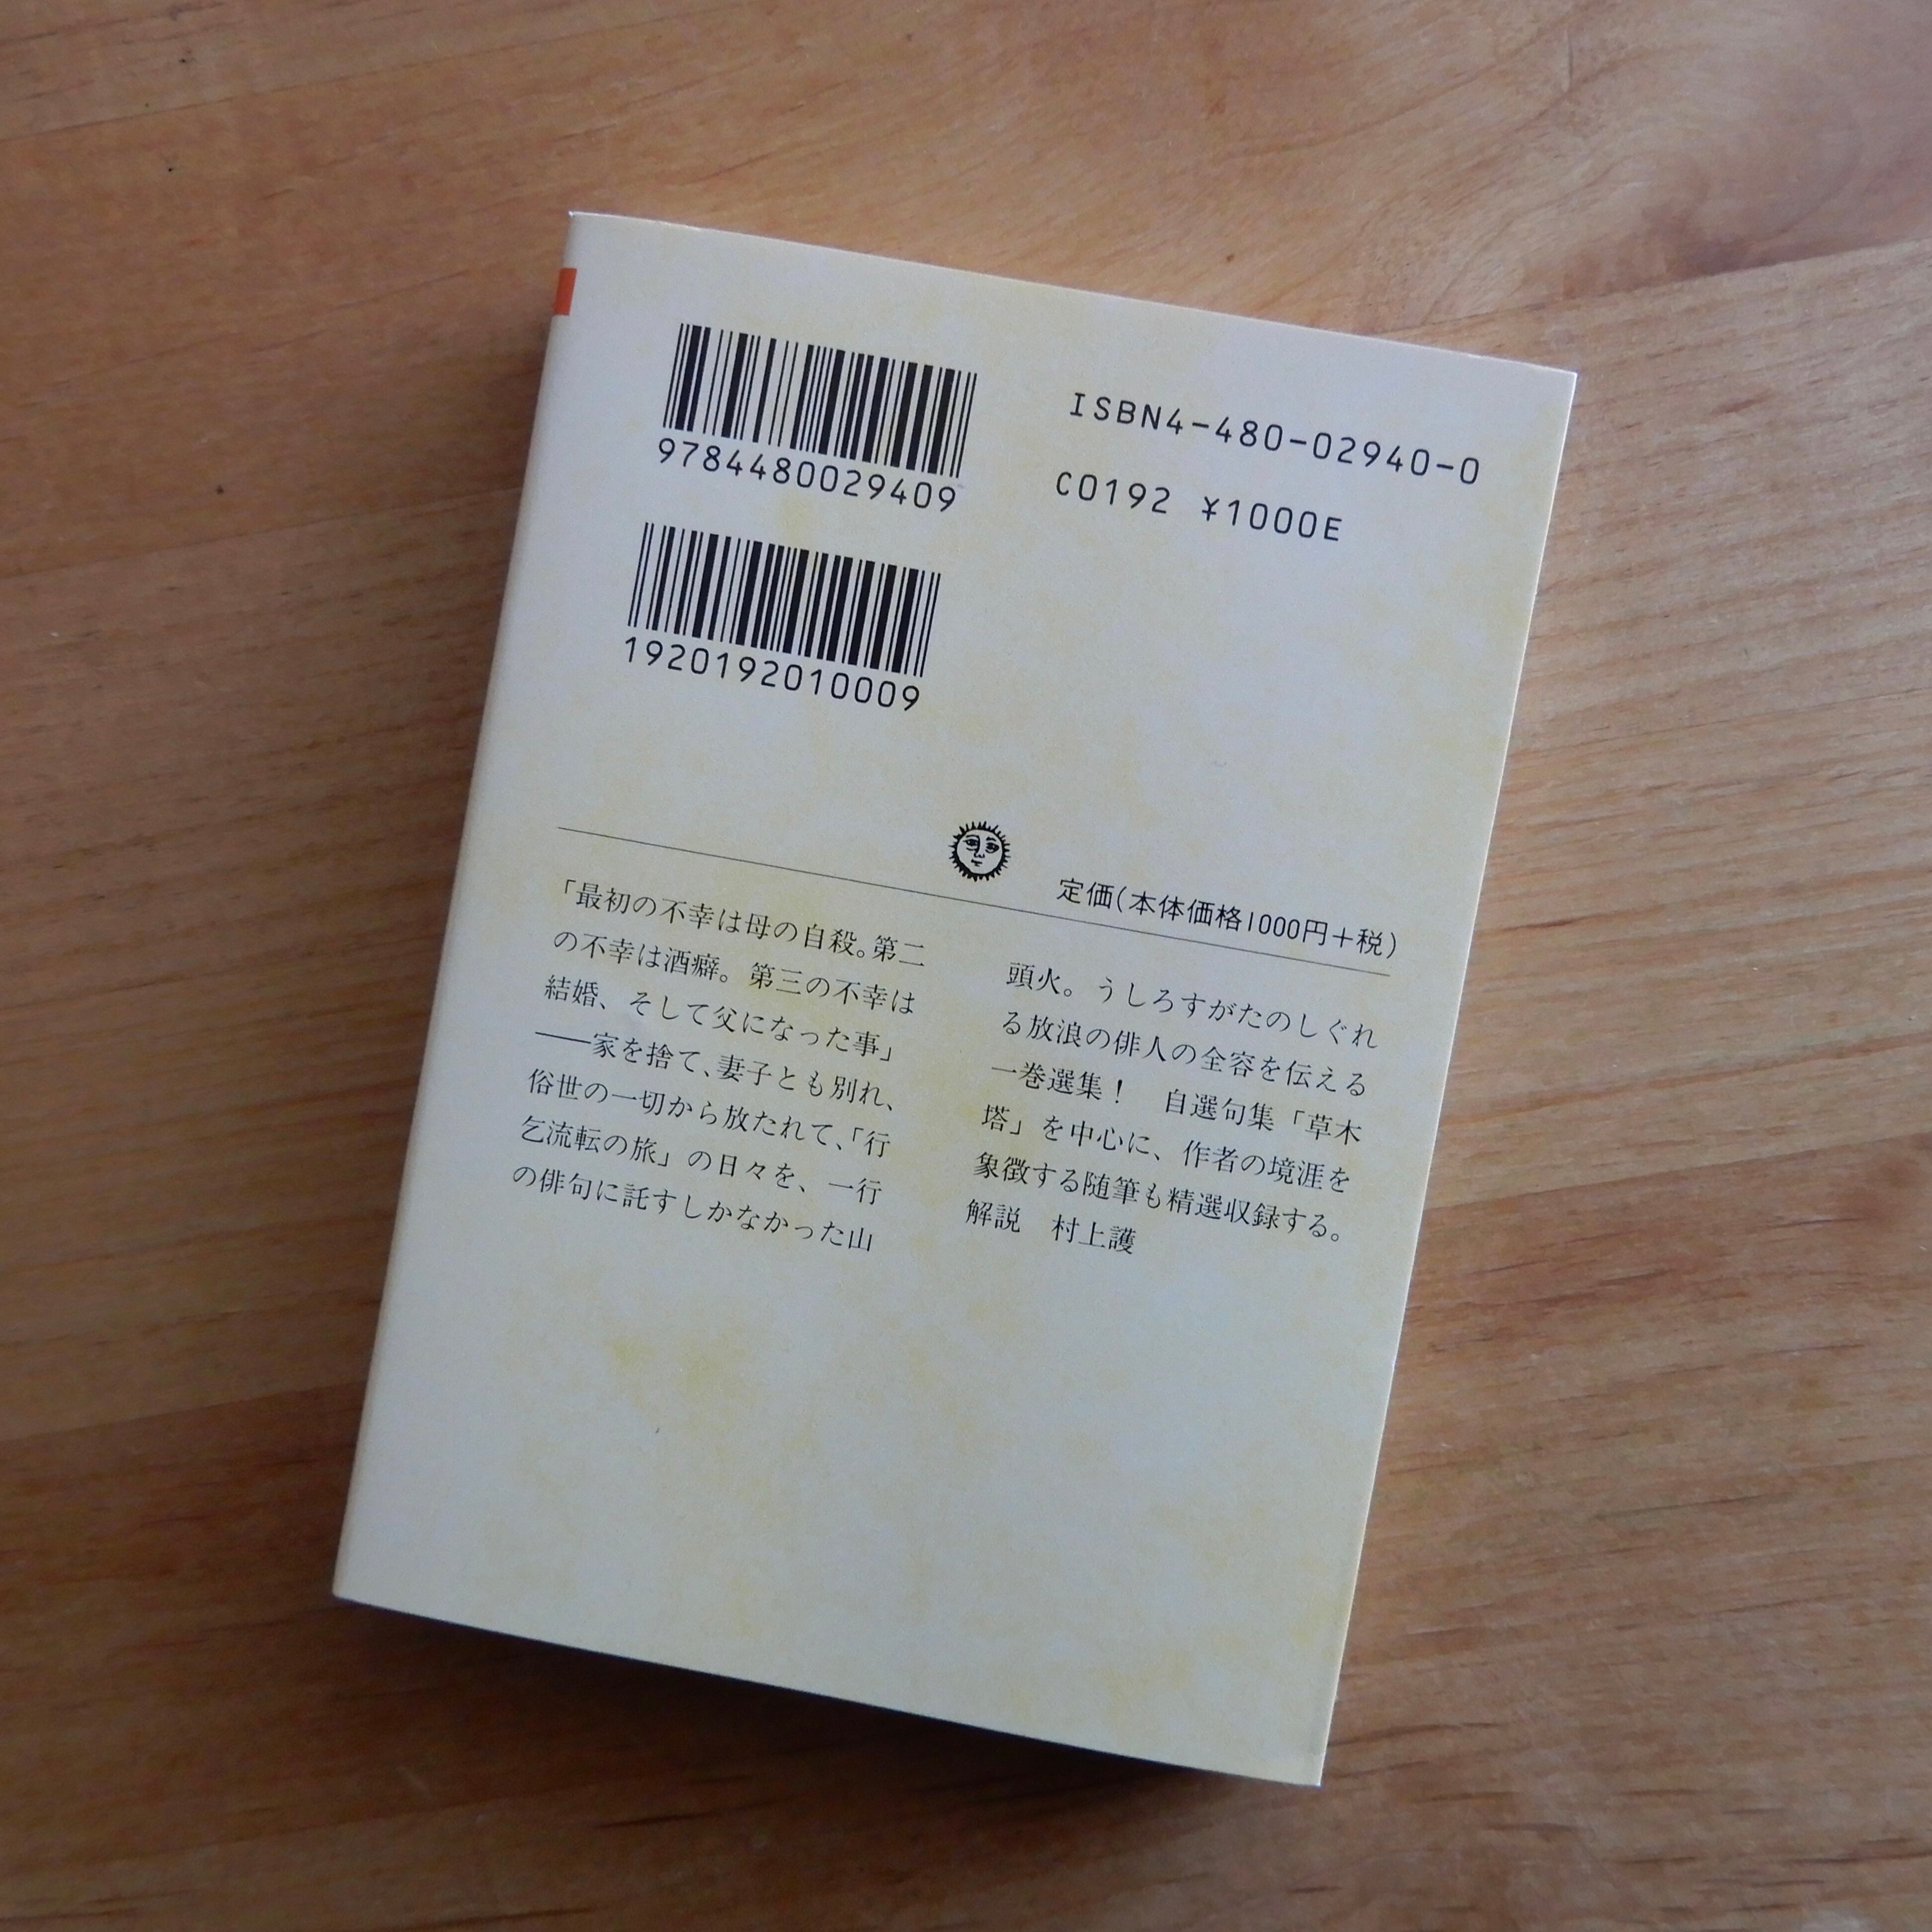 9784480029409
ISBN4-480-02940-0
C0192 ¥1000E
1920192010009
定価(本体価格1000円+税)
「最初の不幸は母の自殺。第二
の不幸は酒癖。第三の不幸は
結婚、そして父になった事」
──家を捨て、妻子とも別れ、
俗世の一切から放たれて、「行
乞流転の旅」の日々を、一行
の俳句に託すしかなかった山
頭火。うしろすがたのしぐれ
る放浪の俳人の全容を伝える
一巻選集！　自選句集「草木
塔」を中心に、作者の境涯を
象徴する随筆も精選収録する。
解説　村上護